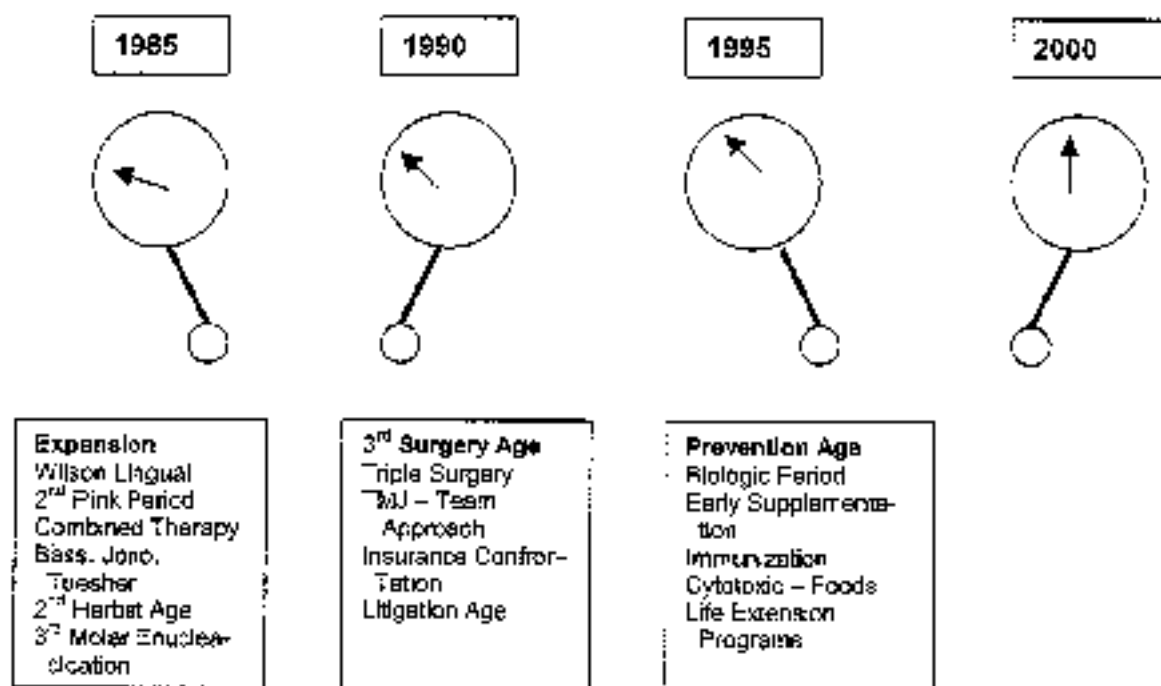 1985
1990
1995
2000
Expansion
Wilson Lingual
2nd Pink Period
Combined Therapy
Bass, Jono,
Tuesher
2nd Herbst Age
3rd Molar Enuclea-
3rd Surgery Age
Triple Surgery
TMJ – Team
Approach
Insurance Confron-
Tation
Litigation Age
Prevention Age
Biologic Period
Early Supplementa-
tion
Immunization
Cytotoxic – Foods
Life Extension
Programs